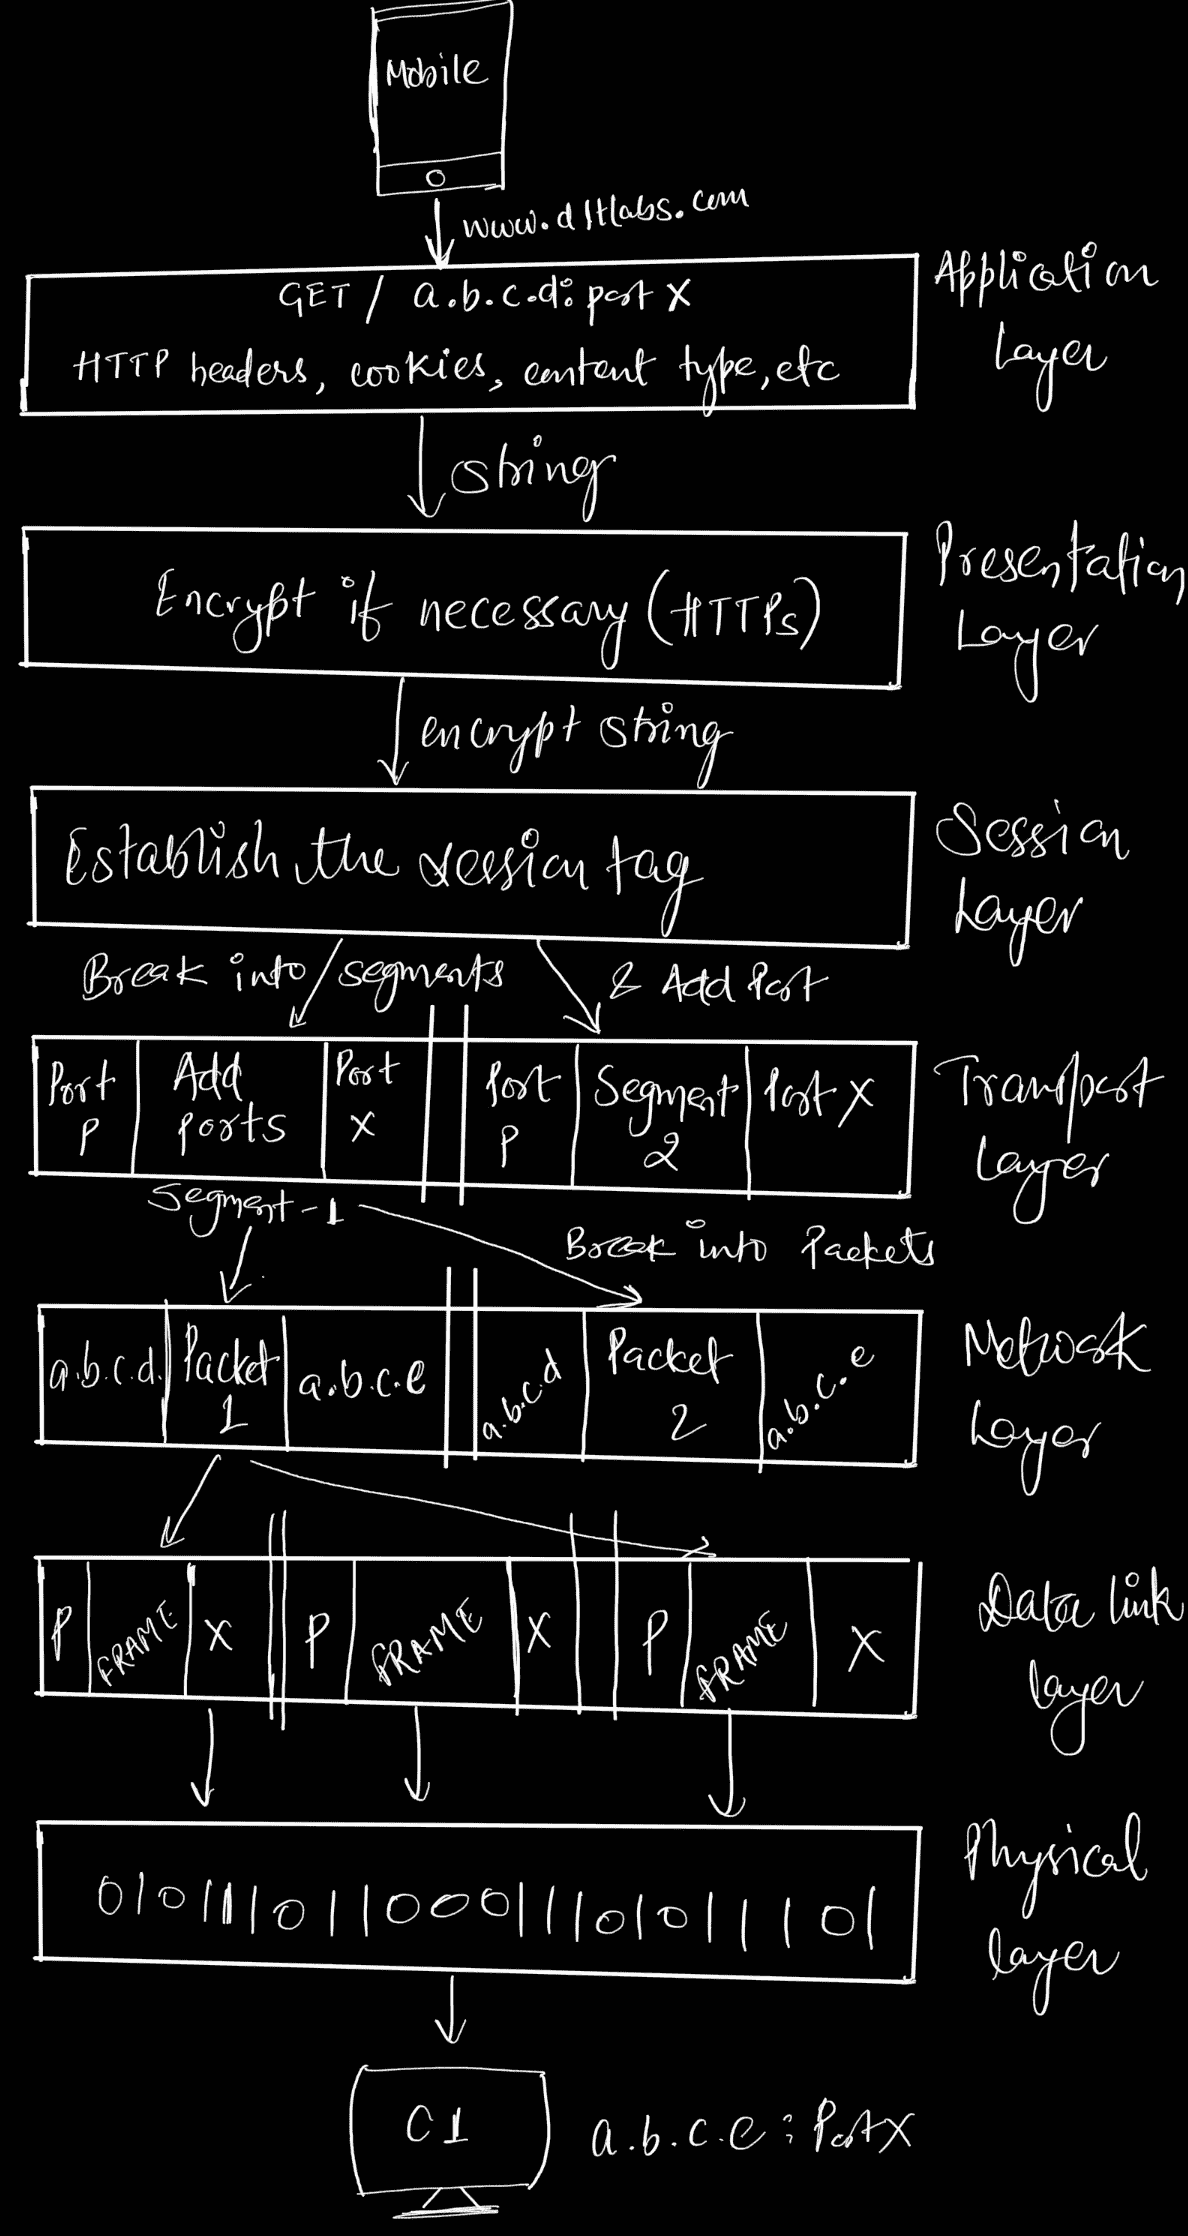 Mobile
www.dltlabs.com
GET / a.b.c.d: port X
HTTP headers, cookies, content type, etc
Application
Layer
string
Encrypt if necessary (HTTPs)
Presentation
Layer
encrypt string
Establish the session tag
Session
Layer
Break into segments
& Add Port
Port
P
Add
ports
Port
X
Port
P
Segment
2
Port X
Transport
Layer
Segment-1
Break into Packets
a.b.c.d.
Packet
1
a.b.c.e
a.b.c.d
Packet
2
a.b.c.e
Network
Layer
P
FRAME
X
P
FRAME
X
P
FRAME
X
Data link
layer
010111101100011101011101
Physical
layer
C1
a.b.c.e : Port X